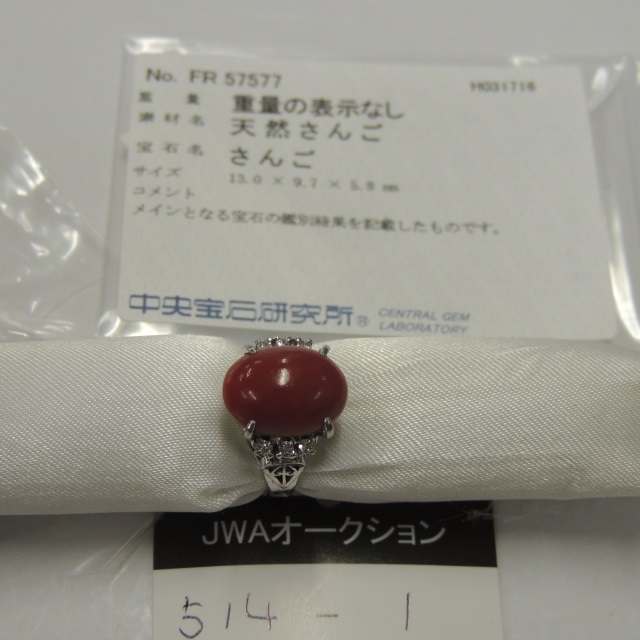 No. FR 57577 H031716
重量 重量の表示なし
素材名 天然さんご
宝石名 さんご
サイズ 13.0 × 9.7 × 5.8 mm
コメント
メインとなる宝石の鑑別結果を記載したものです。
中央宝石研究所® CENTRAL GEM LABORATORY
JWAオークション
514 - 1